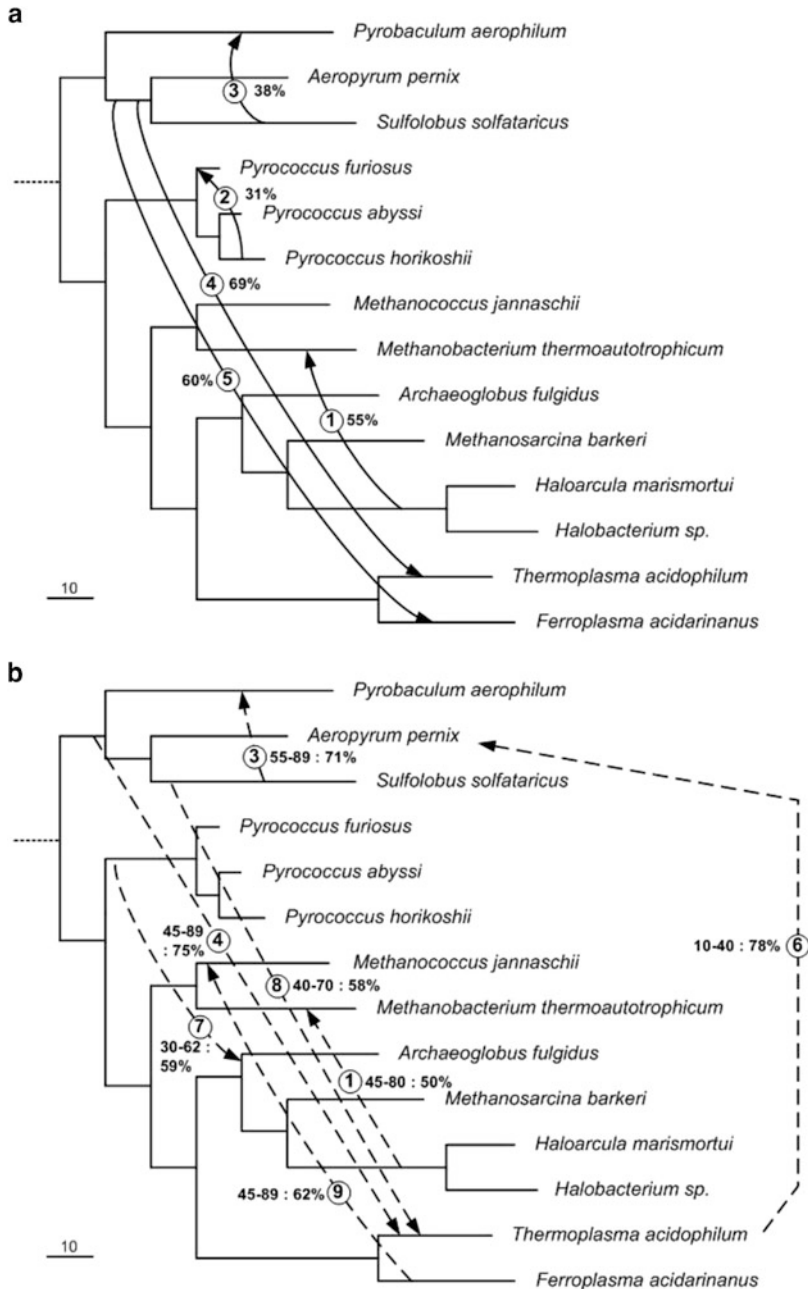 a
Pyrobaculum aerophilum
Aeropyrum pernix
3 38%
Sulfolobus solfataricus
Pyrococcus furiosus
2 31%
Pyrococcus abyssi
Pyrococcus horikoshii
4 69%
Methanococcus jannaschii
Methanobacterium thermoautotrophicum
60% 5
Archaeoglobus fulgidus
1 55%
Methanosarcina barkeri
Haloarcula marismortui
Halobacterium sp.
Thermoplasma acidophilum
10
Ferroplasma acidarinanus
b
Pyrobaculum aerophilum
Aeropyrum pernix
3 55-89 : 71%
Sulfolobus solfataricus
Pyrococcus furiosus
Pyrococcus abyssi
Pyrococcus horikoshii
45-89
: 75%
4
10-40 : 78% 6
Methanococcus jannaschii
8 40-70 : 58%
Methanobacterium thermoautotrophicum
7
30-62 :
59%
Archaeoglobus fulgidus
1 45-80 : 50%
Methanosarcina barkeri
Haloarcula marismortui
45-89 : 62% 9
Halobacterium sp.
Thermoplasma acidophilum
10
Ferroplasma acidarinanus